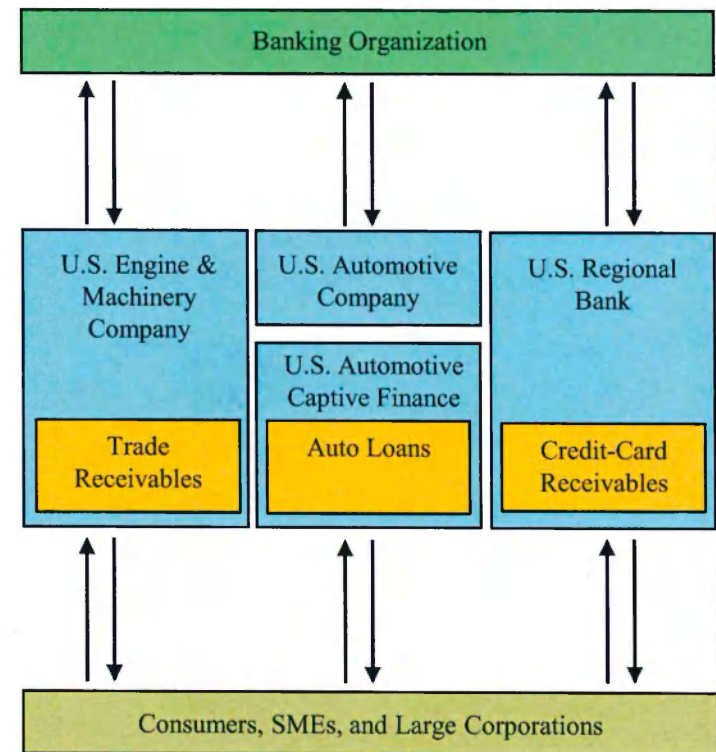 Banking Organization
U.S. Engine &
Machinery
Company
U.S. Automotive
Company
U.S. Automotive
Captive Finance
U.S. Regional
Bank
Trade
Receivables
Auto Loans
Credit-Card
Receivables
Consumers, SMEs, and Large Corporations